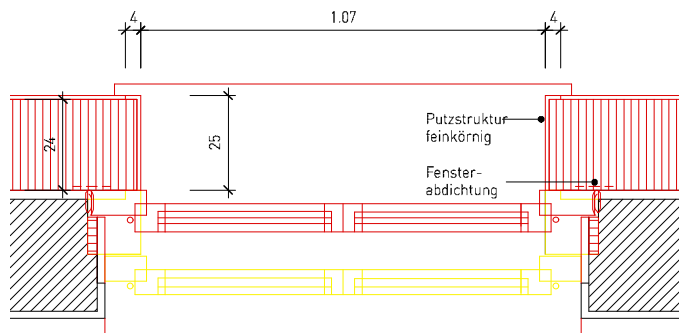 4
1.07
4
24
25
Putzstruktur
feinkörnig
Fenster-
abdichtung